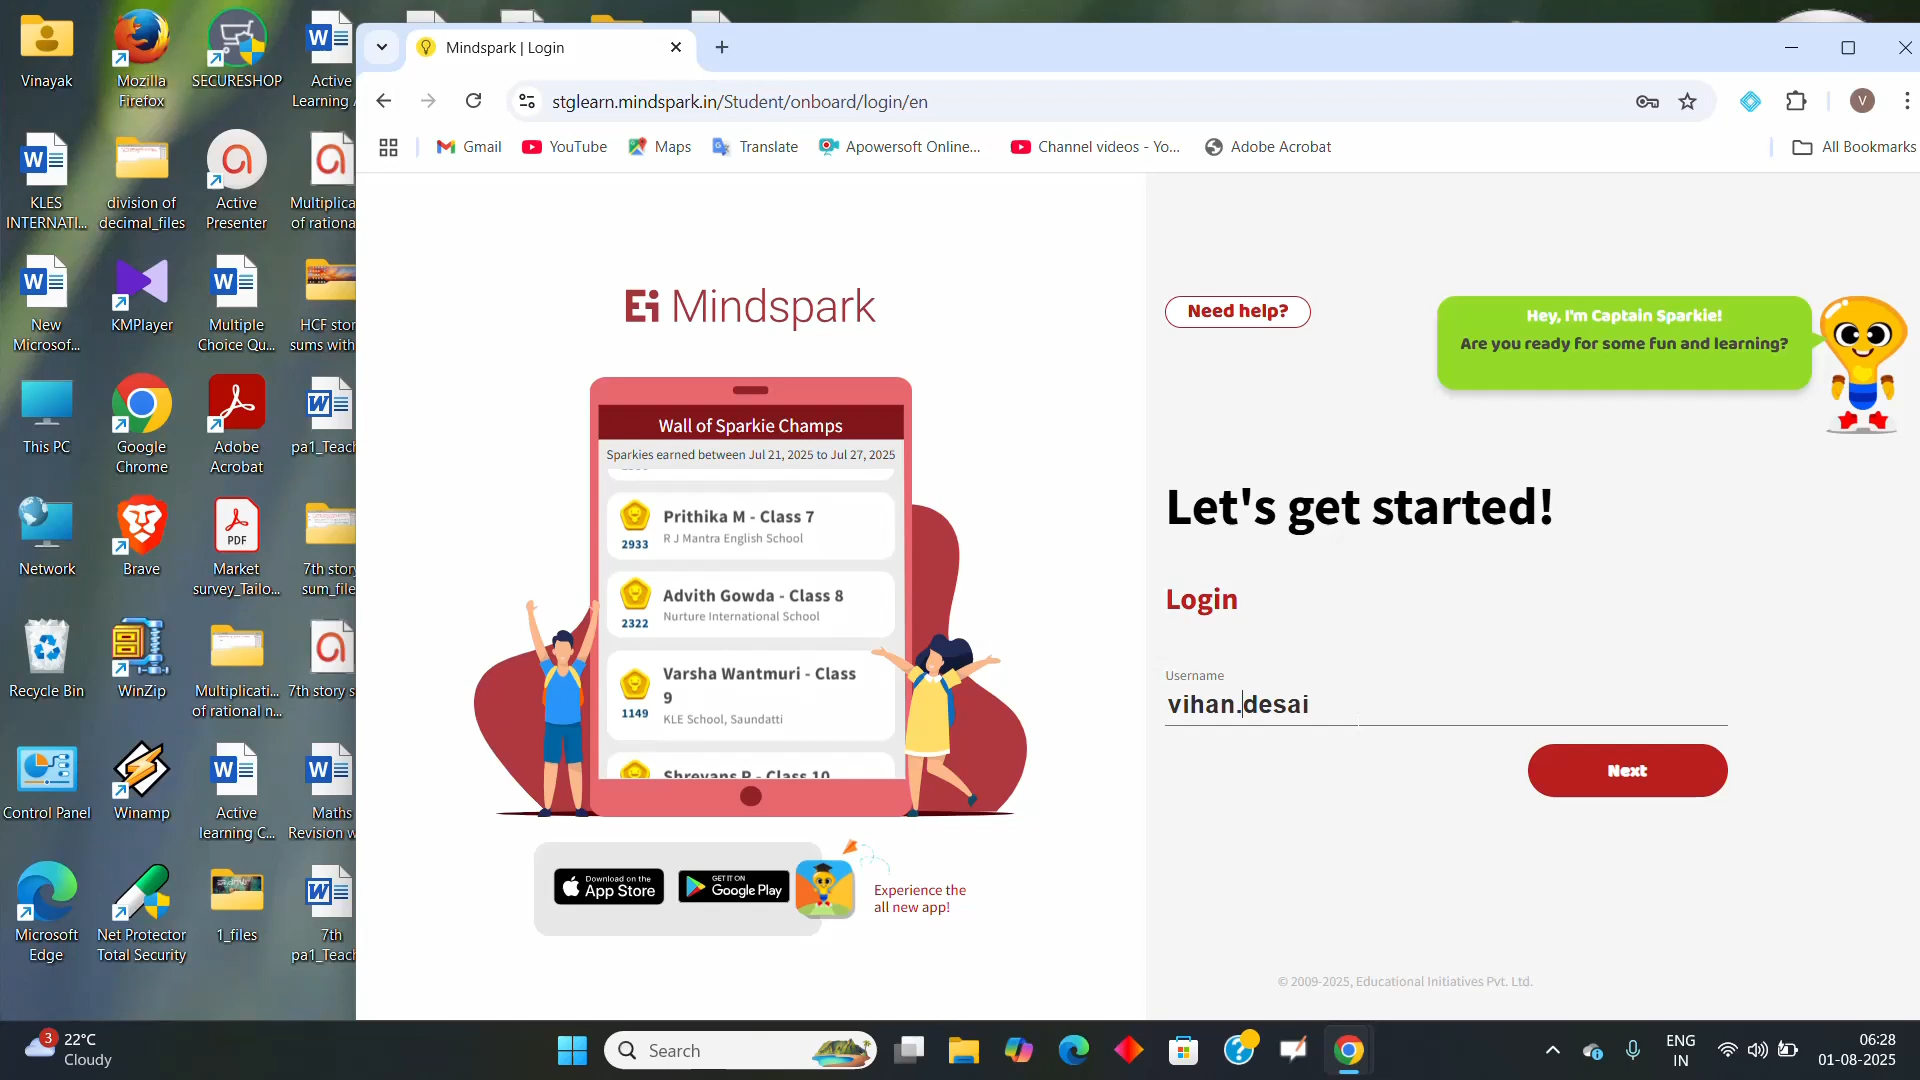 Vinayak
Mozilla
Firefox
SECURESHOP
Active
Learning
KLES
INTERNATI...
division of
decimal_files
Active
Presenter
Multiplica
of rationa
New
Microsof...
KMPlayer
Multiple
Choice Qu...
HCF stor
sums with
This PC
Google
Chrome
Adobe
Acrobat
pa1_Teach
Network
Brave
PDF
Market
survey_Tailo...
7th story
sum_file
Recycle Bin
WinZip
Multiplicati...
of rational n...
7th story s
Control Panel
Winamp
Active
learning C...
Maths
Revision w
Microsoft
Edge
Net Protector
Total Security
1_files
7th
pa1_Teach
Mindspark | Login
stglearn.mindspark.in/Student/onboard/login/en
V
Gmail
YouTube
Maps
Translate
Apowersoft Online...
Channel videos - Yo...
Adobe Acrobat
All Bookmarks
Ei Mindspark
Wall of Sparkie Champs
Sparkies earned between Jul 21, 2025 to Jul 27, 2025
Prithika M - Class 7
R J Mantra English School
2933
Advith Gowda - Class 8
Nurture International School
2322
Varsha Wantmuri - Class
9
KLE School, Saundatti
1149
Shreyans P - Class 10
Download on the
App Store
GET IT ON
Google Play
Experience the
all new app!
Need help?
Hey, I'm Captain Sparkie!
Are you ready for some fun and learning?
Let's get started!
Login
Username
vihan.desai
Next
© 2009-2025, Educational Initiatives Pvt. Ltd.
3
22°C
Cloudy
Search
ENG
IN
06:28
01-08-2025